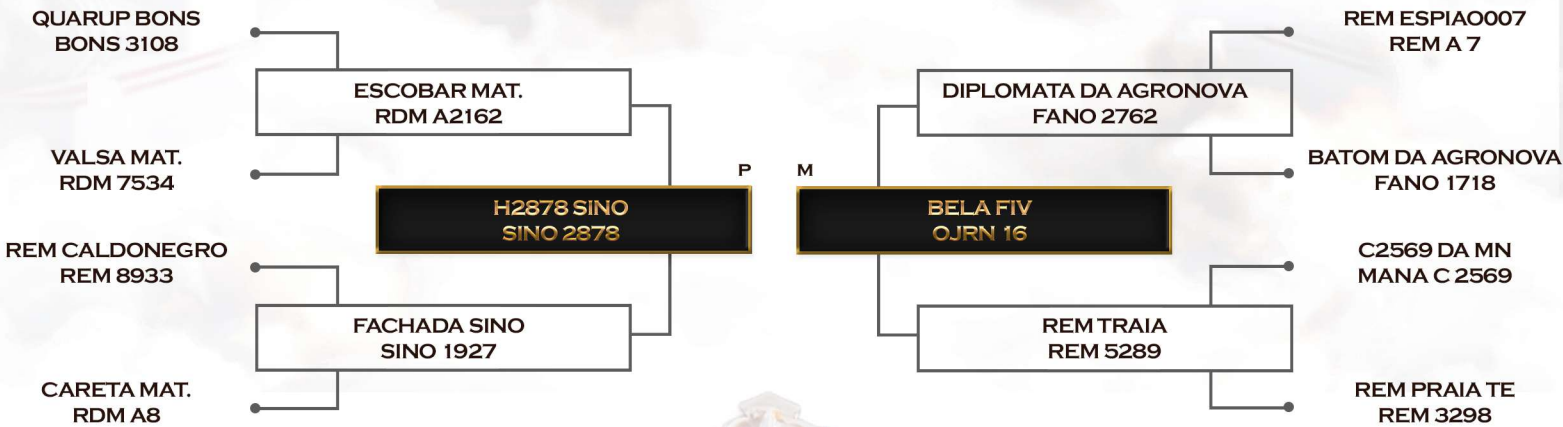 QUARUP BONS
BONS 3108
ESCOBAR MAT.
RDM A2162
VALSA MAT.
RDM 7534
P
H2878 SINO
SINO 2878
REM CALDONEGRO
REM 8933
FACHADA SINO
SINO 1927
CARETA MAT.
RDM A8
REM ESPIAO007
REM A 7
DIPLOMATA DA AGRONOVA
FANO 2762
BATOM DA AGRONOVA
FANO 1718
M
BELA FIV
OJRN 16
C2569 DA MN
MANA C 2569
REM TRAIA
REM 5289
REM PRAIA TE
REM 3298